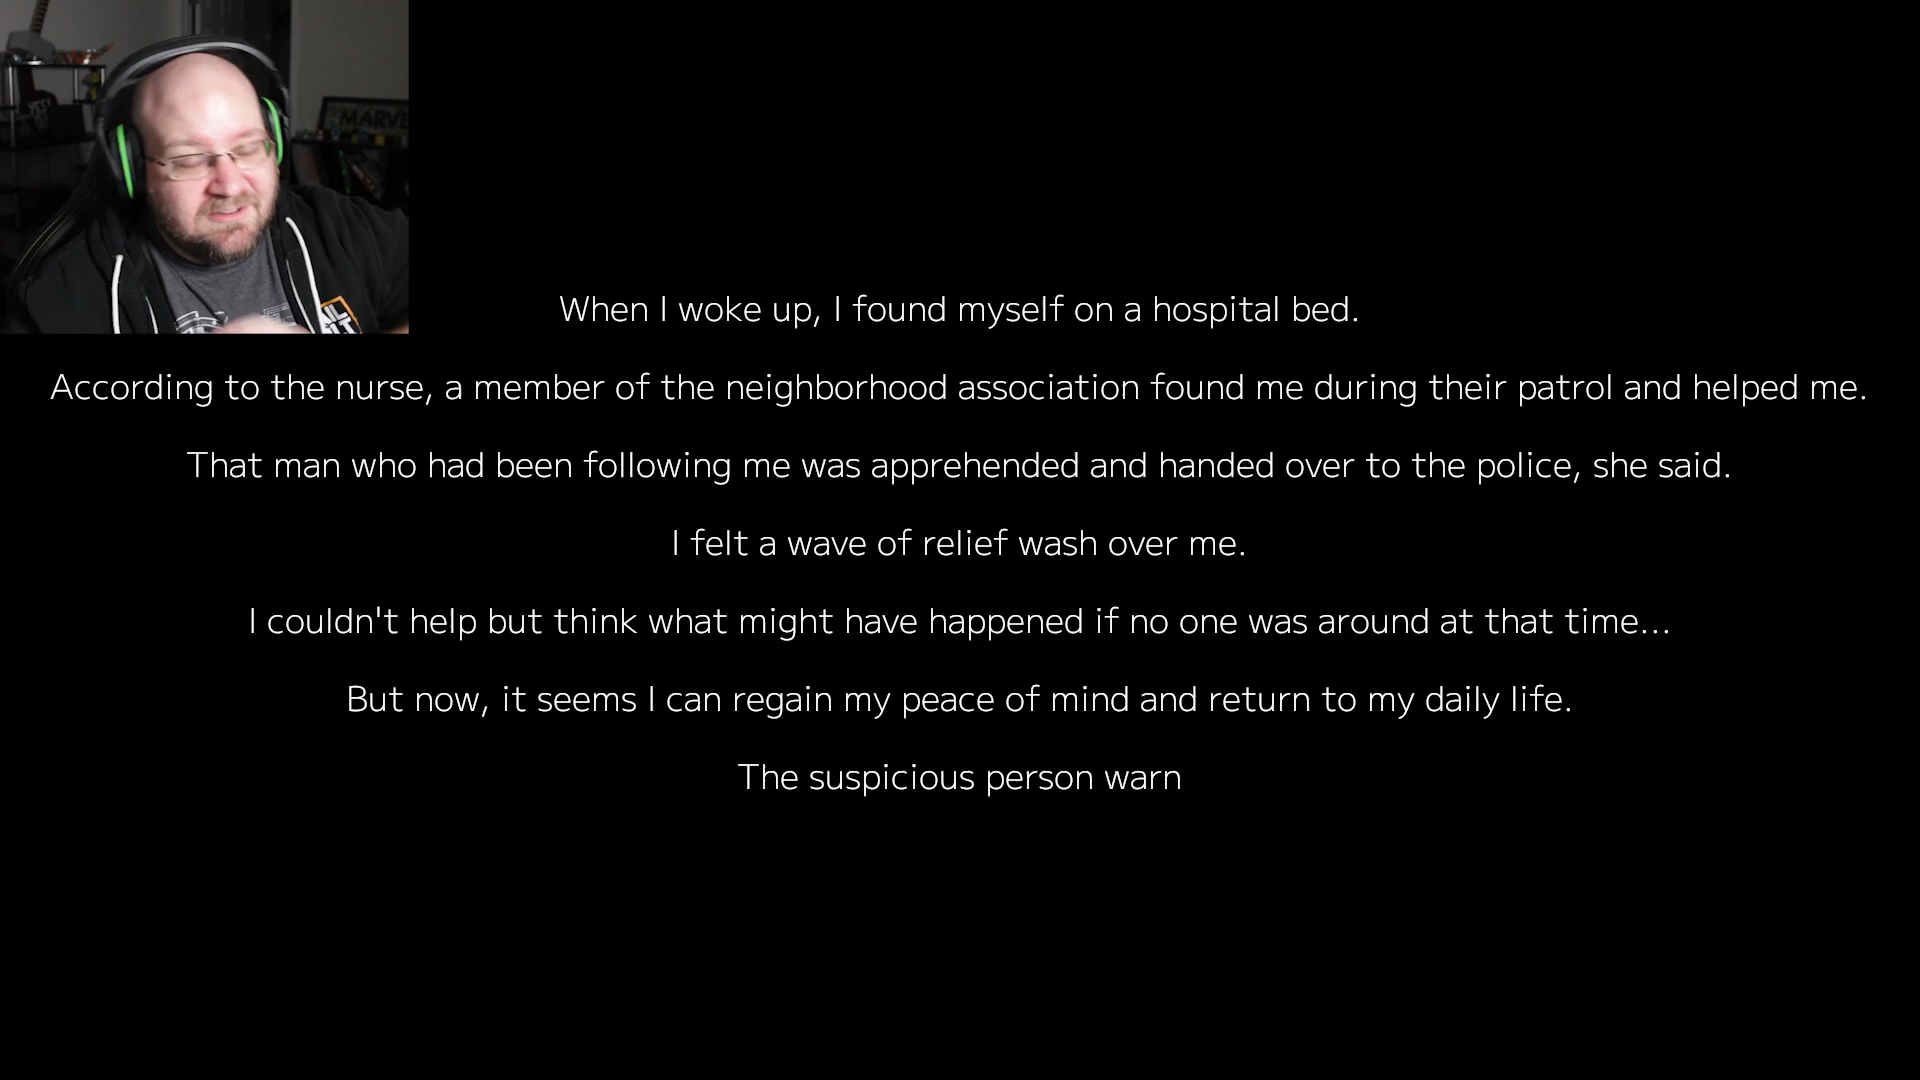 YES!
MARVE
When I woke up, I found myself on a hospital bed.
According to the nurse, a member of the neighborhood association found me during their patrol and helped me.
That man who had been following me was apprehended and handed over to the police, she said.
I felt a wave of relief wash over me.
I couldn't help but think what might have happened if no one was around at that time...
But now, it seems I can regain my peace of mind and return to my daily life.
The suspicious person warn